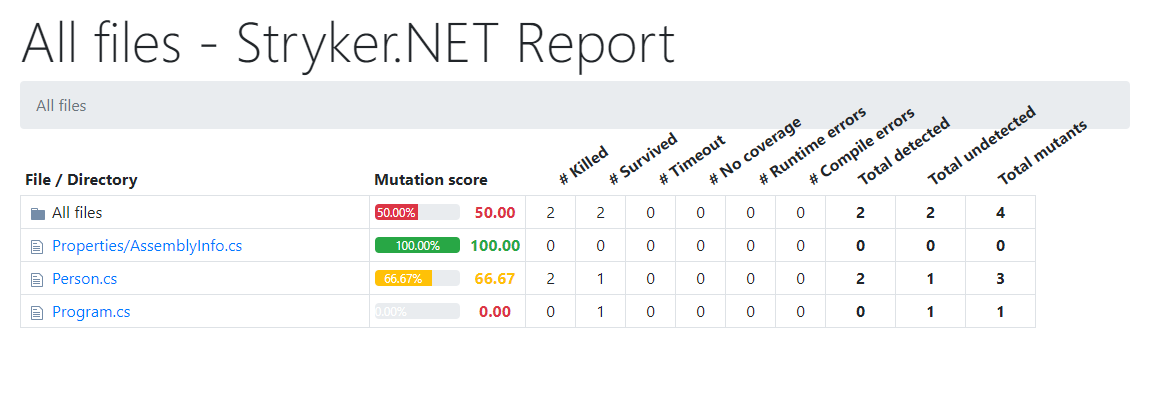 All files - Stryker.NET Report
All files
File / Directory Mutation score # Killed # Survived # Timeout # No coverage # Runtime errors # Compile errors Total detected Total undetected Total mutants
All files 50.00% 50.00 2 2 0 0 0 0 2 2 4
Properties/AssemblyInfo.cs 100.00% 100.00 0 0 0 0 0 0 0 0 0
Person.cs 66.67% 66.67 2 1 0 0 0 0 2 1 3
Program.cs 0.00% 0.00 0 1 0 0 0 0 0 1 1